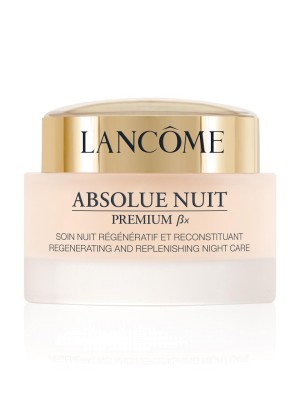 LANCÔME
ABSOLUE NUIT
PREMIUM βx
SOIN NUIT RÉGÉNÉRATIF ET RECONSTITUANT
REGENERATING AND REPLENISHING NIGHT CARE